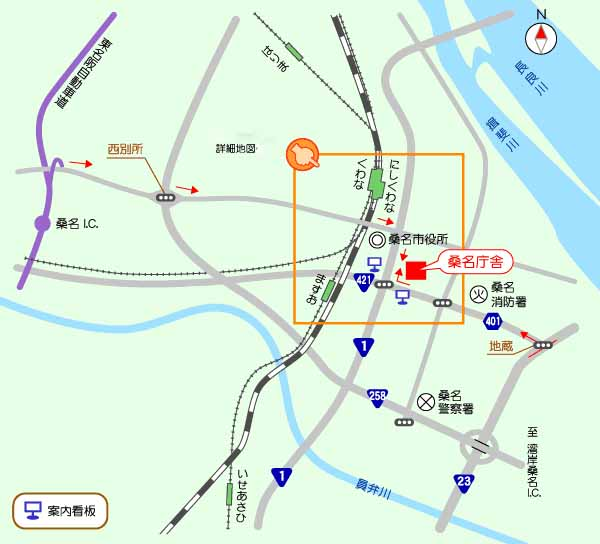 N
長良川
揖斐川
東名阪自動車道
はいま
西別所
詳細地図
くわな
にしくわな
桑名 I.C.
桑名市役所
桑名庁舎
ますお
421
桑名
消防署
401
地蔵
1
258
桑名
警察署
至 湾岸桑名I.C.
1
23
いせあさひ
員弁川
案内看板